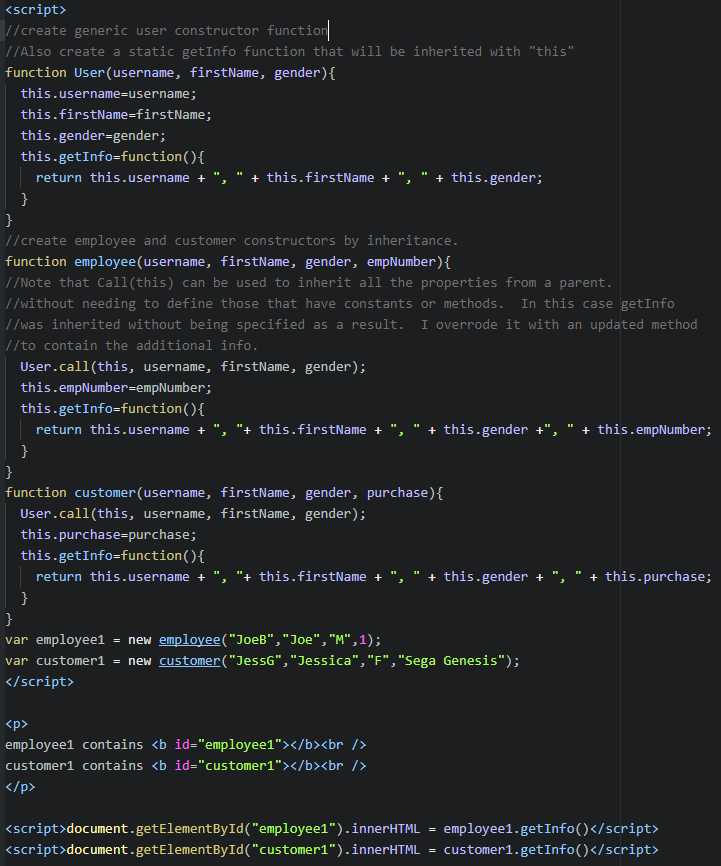 <script>
//create generic user constructor function
//Also create a static getInfo function that will be inherited with "this"
function User(username, firstName, gender){
  this.username=username;
  this.firstName=firstName;
  this.gender=gender;
  this.getInfo=function(){
    return this.username + ", " + this.firstName + ", " + this.gender;
  }
}
//create employee and customer constructors by inheritance.
function employee(username, firstName, gender, empNumber){
//Note that Call(this) can be used to inherit all the properties from a parent.
//without needing to define those that have constants or methods.  In this case getInfo
//was inherited without being specified as a result.  I overrode it with an updated method
//to contain the additional info.
  User.call(this, username, firstName, gender);
  this.empNumber=empNumber;
  this.getInfo=function(){
    return this.username + ", "+ this.firstName + ", " + this.gender +", " + this.empNumber;
  }
}
function customer(username, firstName, gender, purchase){
  User.call(this, username, firstName, gender);
  this.purchase=purchase;
  this.getInfo=function(){
    return this.username + ", "+ this.firstName + ", " + this.gender + ", " + this.purchase;
  }
}
var employee1 = new employee("JoeB","Joe","M",1);
var customer1 = new customer("JessG","Jessica","F","Sega Genesis");
</script>

<p>
employee1 contains <b id="employee1"></b><br />
customer1 contains <b id="customer1"></b><br />
</p>

<script>document.getElementById("employee1").innerHTML = employee1.getInfo()</script>
<script>document.getElementById("customer1").innerHTML = customer1.getInfo()</script>